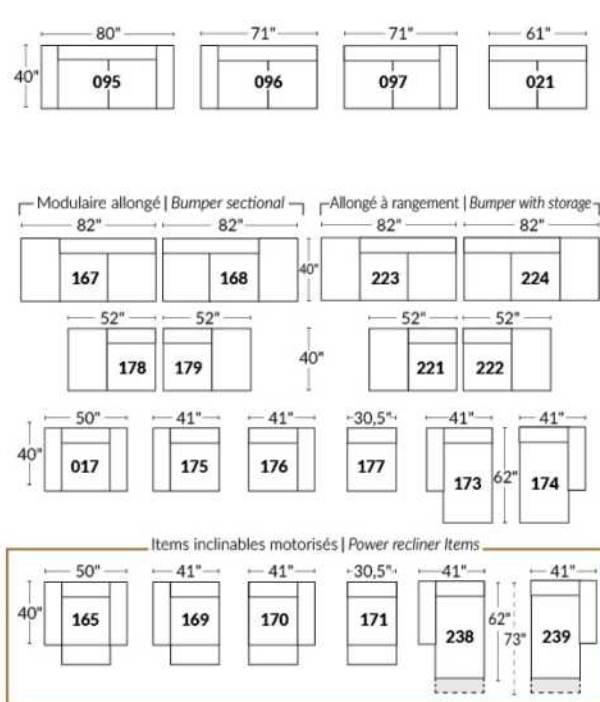 80" 71" 71" 61"
40" 095 096 097 021
Modulaire allongé | Bumper sectional Allongé à rangement | Bumper with storage
82" 82" 82" 82"
167 168 40" 223 224
52" 52" 52" 52"
178 179 40" 221 222
50" 41" 41" 30,5" 41" 41"
40" 017 175 176 177 173 62" 174
Items inclinables motorisés | Power recliner Items
50" 41" 41" 30,5" 41" 41"
40" 165 169 170 171 238 62" 73" 239